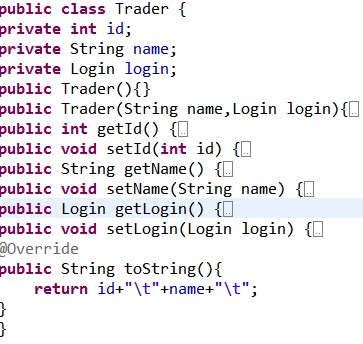 public class Trader {
private int id;
private String name;
private Login login;
public Trader(){}
public Trader(String name,Login login){..
public int getId() {..
public void setId(int id) {..
public String getName() {..
public void setName(String name) {..
public Login getLogin() {..
public void setLogin(Login login) {..
@Override
public String toString(){
    return id+"\t"+name+"\t";
}
}